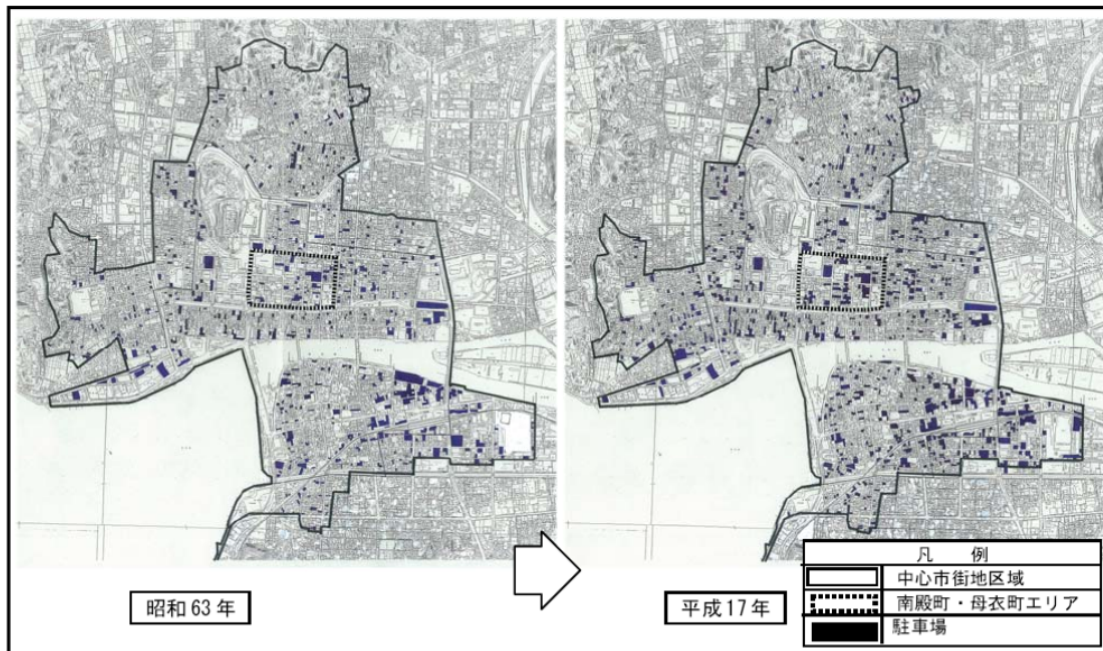 昭和63年
平成17年
凡 例
中心市街地区域
南殿町・母衣町エリア
駐車場